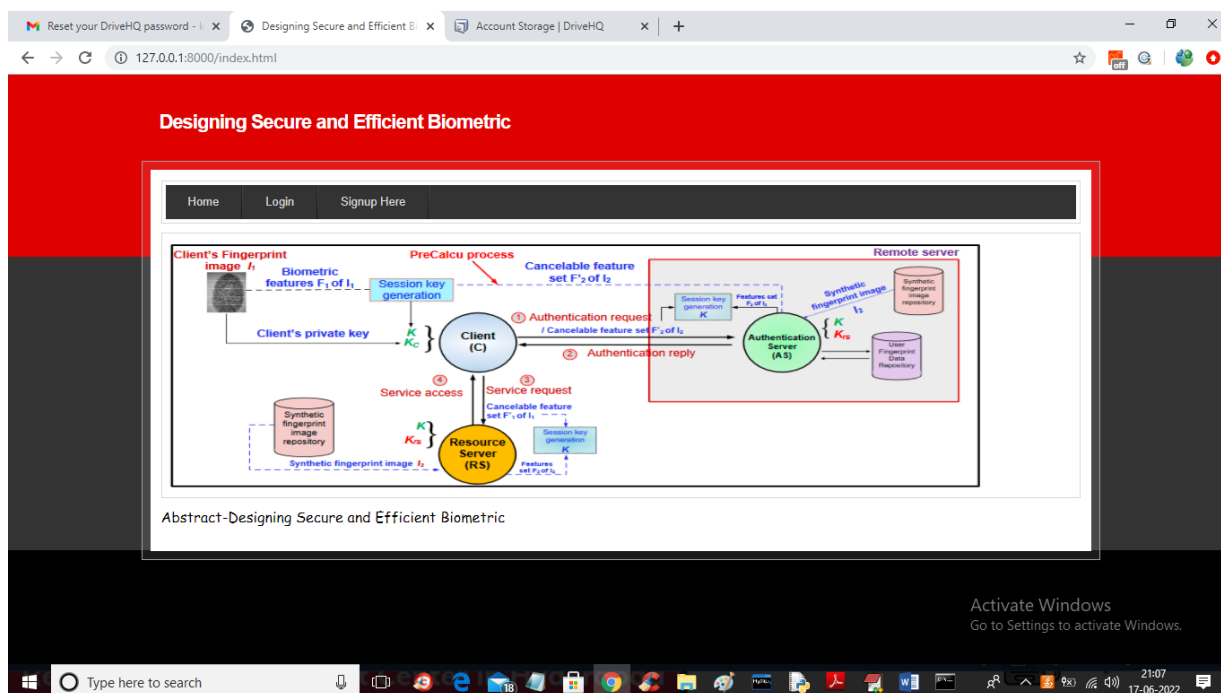 Reset your DriveHQ password -
Designing Secure and Efficient Bi
Account Storage | DriveHQ
127.0.0.1:8000/index.html
off
Designing Secure and Efficient Biometric
Home Login Signup Here
Client's Fingerprint
image I₁
Biometric
features F₁ of I₁
Session key
generation
PreCalcu process
Cancelable feature
set F'₂ of I₂
Remote server
Session key
generation
K
Features set
F₂ of I₂
Synthetic
fingerprint image
I₂
Synthetic
fingerprint
image
repository
Client's private key
K
K_C
Client
(C)
① Authentication request
/ Cancelable feature set F'₂ of I₂
② Authentication reply
Authentication
Server
(AS)
K
K_rs
User
Fingerprint
Data
Repository
④
Service access
③
Service request
Synthetic
fingerprint
image
repository
Synthetic fingerprint image I₂
K
K_rs
Resource
Server
(RS)
Cancelable feature
set F'₁ of I₁
Session key
generation
K
Features
set F₂ of I₂
Abstract-Designing Secure and Efficient Biometric
Activate Windows
Go to Settings to activate Windows.
Type here to search
18
21:07
17-06-2022